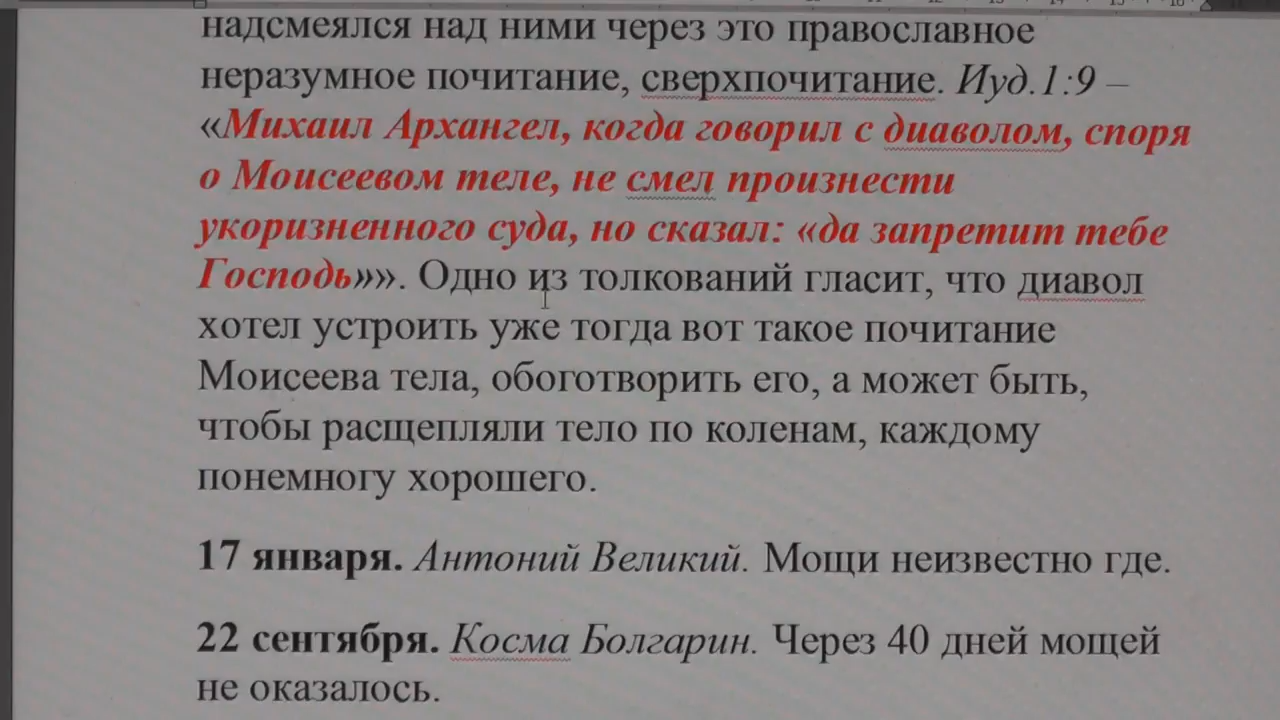 надсмеялся над ними через это православное
неразумное почитание, сверхпочитание. Иуд.1:9 –
«Михаил Архангел, когда говорил с диаволом, споря
о Моисеевом теле, не смел произнести
укоризненного суда, но сказал: «да запретит тебе
Господь»». Одно из толкований гласит, что диавол
хотел устроить уже тогда вот такое почитание
Моисеева тела, обоготворить его, а может быть,
чтобы расщепляли тело по коленам, каждому
понемногу хорошего.
17 января. Антоний Великий. Мощи неизвестно где.
22 сентября. Косма Болгарин. Через 40 дней мощей
не оказалось.